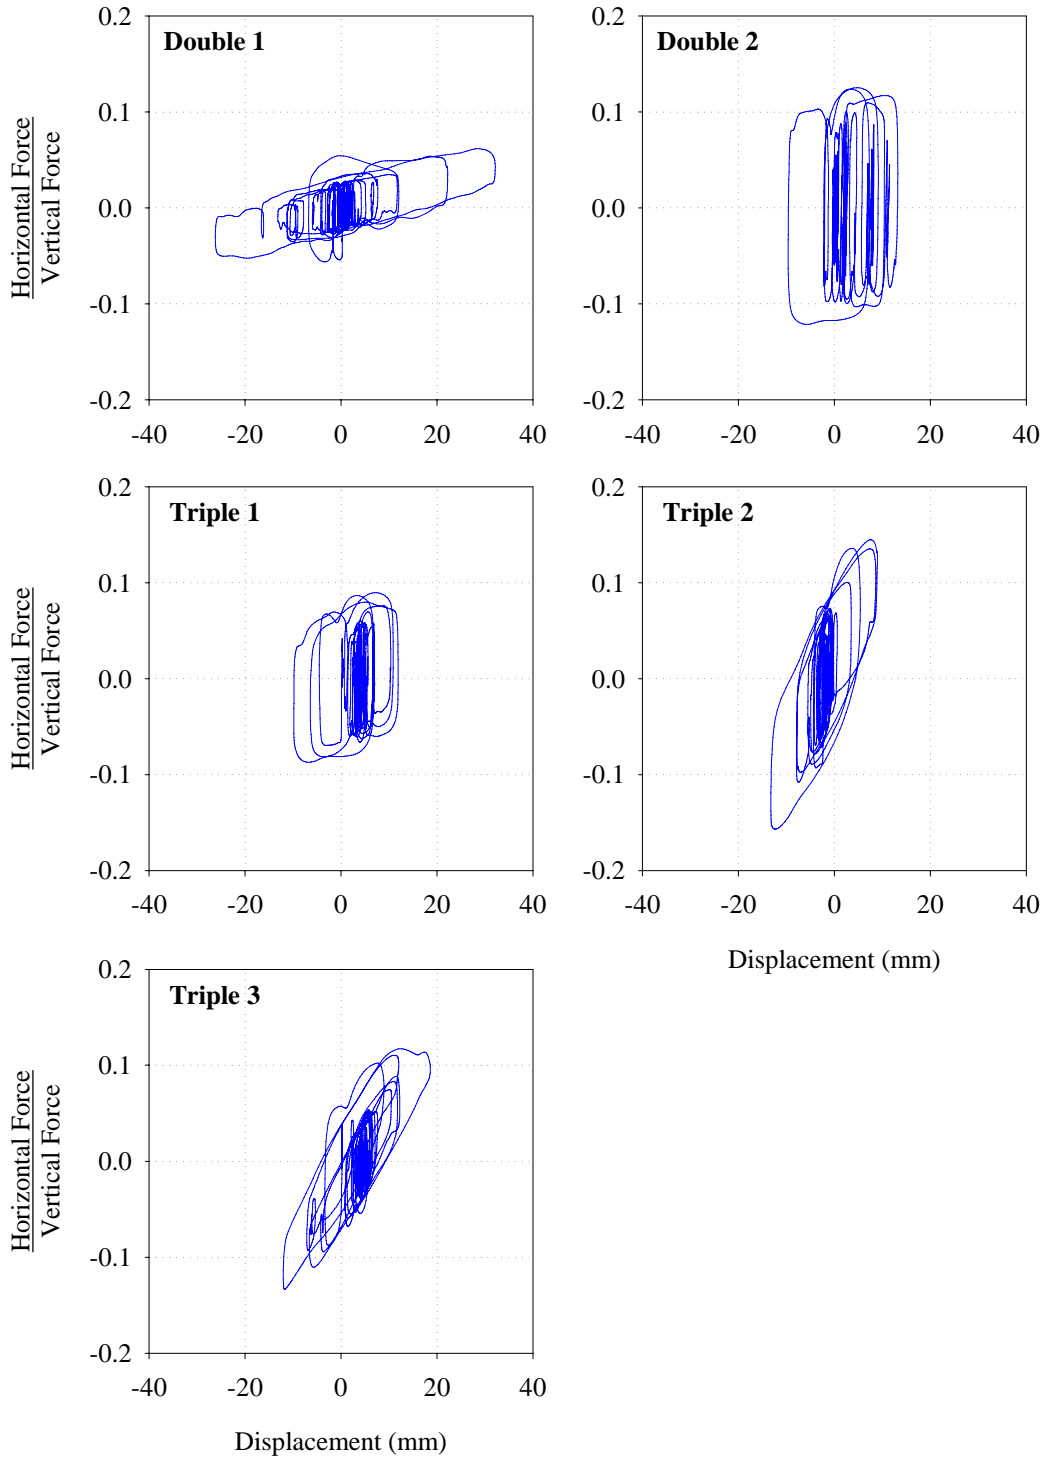 0.2
Double 1
0.1
0.0
-0.1
-0.2
-40 -20 0 20 40
Horizontal Force
Vertical Force
0.2
Double 2
0.1
0.0
-0.1
-0.2
-40 -20 0 20 40
0.2
Triple 1
0.1
0.0
-0.1
-0.2
-40 -20 0 20 40
Horizontal Force
Vertical Force
0.2
Triple 2
0.1
0.0
-0.1
-0.2
-40 -20 0 20 40
Displacement (mm)
0.2
Triple 3
0.1
0.0
-0.1
-0.2
-40 -20 0 20 40
Horizontal Force
Vertical Force
Displacement (mm)